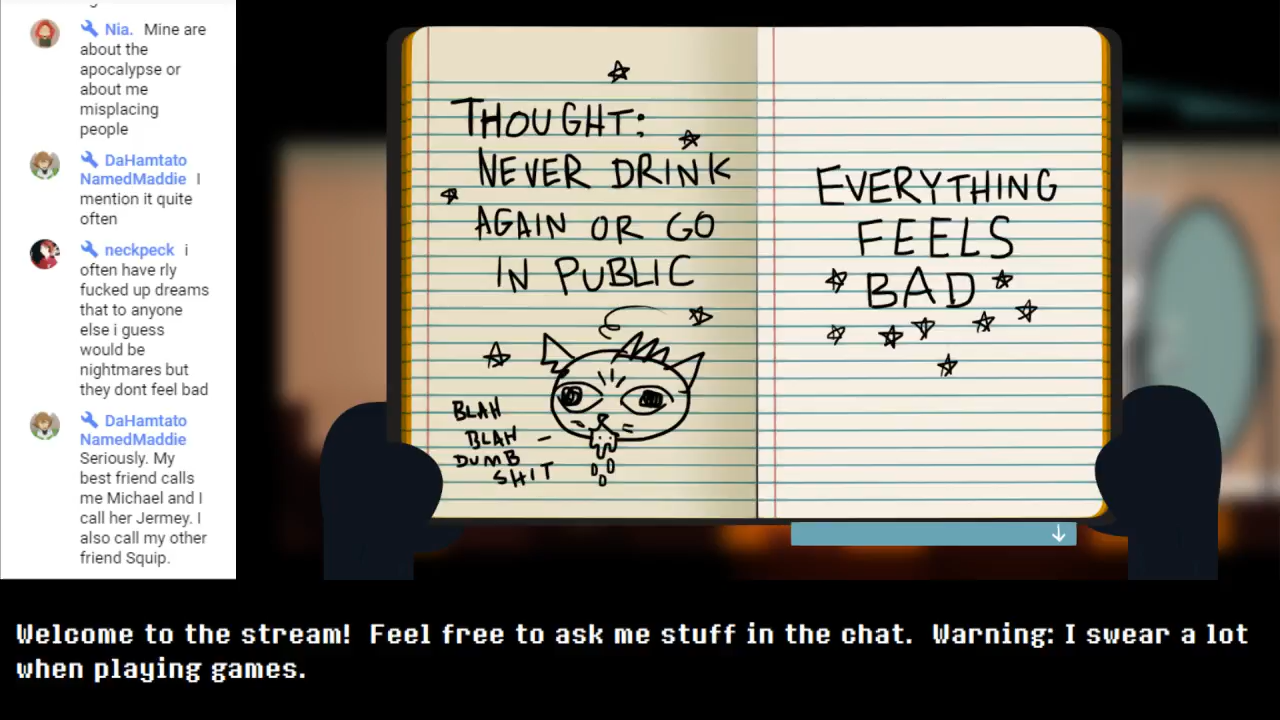 Nia. Mine are
about the
apocalypse or
about me
misplacing
people
DaHamtato
NamedMaddie I
mention it quite
often
neckpeck i
often have rly
fucked up dreams
that to anyone
else i guess
would be
nightmares but
they dont feel bad
DaHamtato
NamedMaddie
Seriously. My
best friend calls
me Michael and I
call her Jermey. I
also call my other
friend Squip.
THOUGHT:
NEVER DRINK
AGAIN OR GO
IN PUBLIC
BLAH
BLAH
DUMB
SHIT
EVERYTHING
FEELS
BAD
Welcome to the stream! Feel free to ask me stuff in the chat. Warning: I swear a lot
when playing games.